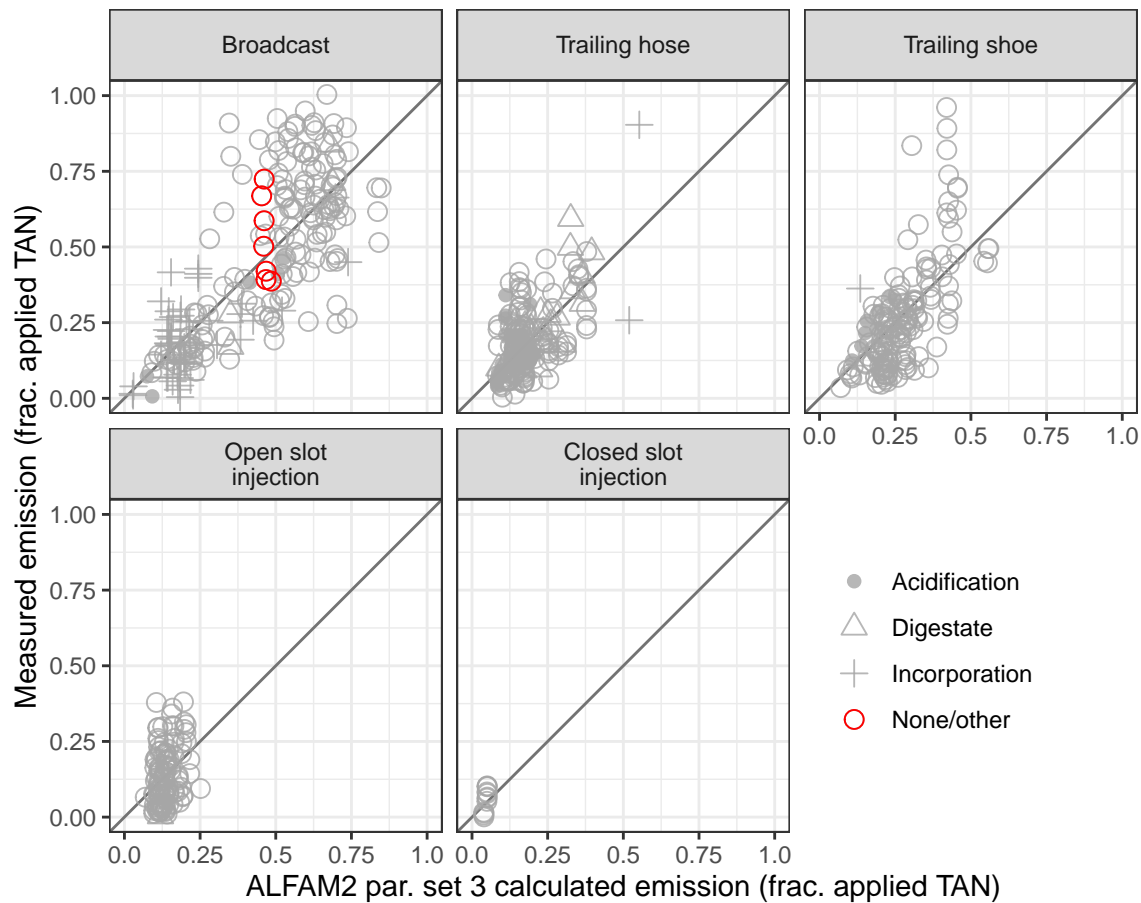 Broadcast
Trailing hose
Trailing shoe
1.00
0.75
0.50
0.25
0.00
0.0 0.25 0.50 0.75 1.0
Open slot
injection
Closed slot
injection
1.00
0.75
0.50
0.25
0.00
0.0 0.25 0.50 0.75 1.0
0.0 0.25 0.50 0.75 1.0
Acidification
Digestate
Incorporation
None/other
Measured emission (frac. applied TAN)
ALFAM2 par. set 3 calculated emission (frac. applied TAN)